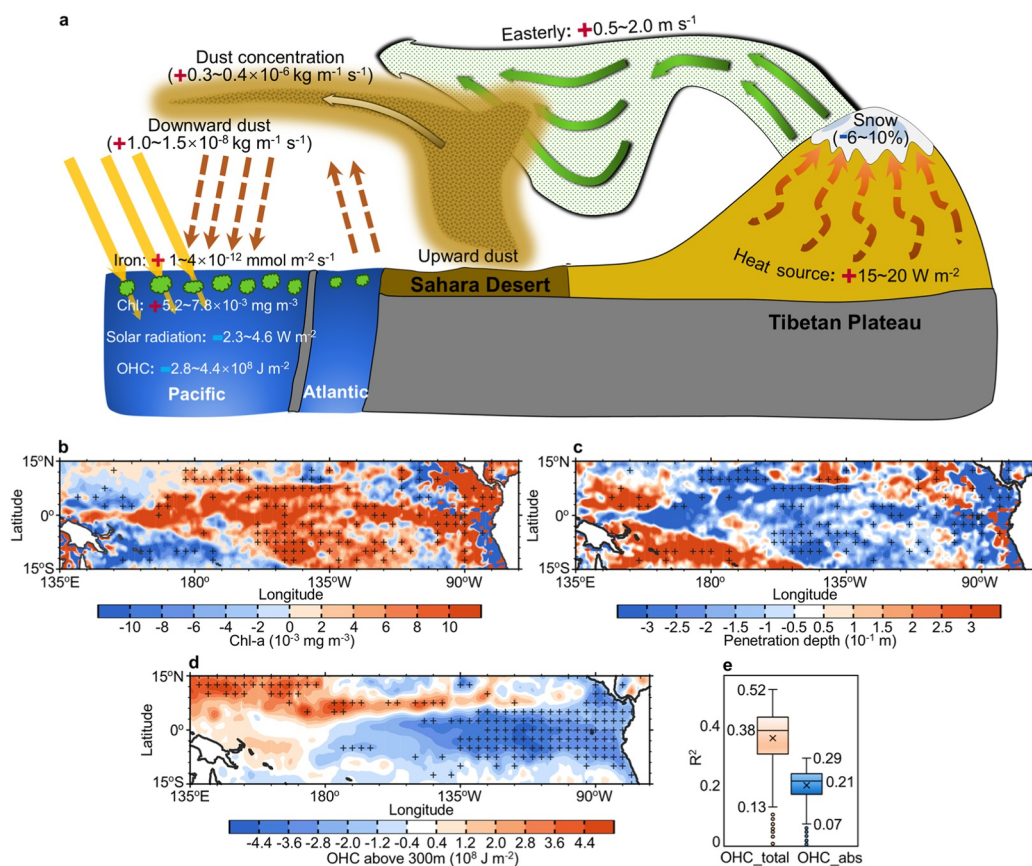 a
Easterly: +0.5~2.0 m s-1
Dust concentration
(+0.3~0.4×10-6 kg m-1 s-1)
Downward dust
(+1.0~1.5×10-8 kg m-1 s-1)
Snow
(-6~10%)
Iron: + 1~4×10-12 mmol m-2 s-1
Upward dust
Sahara Desert
Heat source: +15~20 W m-2
Chl: +5.2~7.8×10-3 mg m-3
Tibetan Plateau
Solar radiation: -2.3~4.6 W m-2
OHC: -2.8~4.4×108 J m-2
Pacific
Atlantic
b
15°N
Latitude
0°
15°S
135°E 180° 135°W 90°W
Longitude
-10 -8 -6 -4 -2 0 2 4 6 8 10
Chl-a (10-3 mg m-3)
c
15°N
Latitude
0°
15°S
135°E 180° 135°W 90°W
Longitude
-3 -2.5 -2 -1.5 -1 -0.5 0.5 1 1.5 2 2.5 3
Penetration depth (10-1 m)
d
15°N
Latitude
0°
15°S
135°E 180° 135°W 90°W
Longitude
-4.4 -3.6 -2.8 -2.0 -1.2 -0.4 0.4 1.2 2.0 2.8 3.6 4.4
OHC above 300m (108 J m-2)
e
0.52
0.4
0.38
0.29
R2
0.2
0.21
0.13
0.07
0
OHC_total OHC_abs